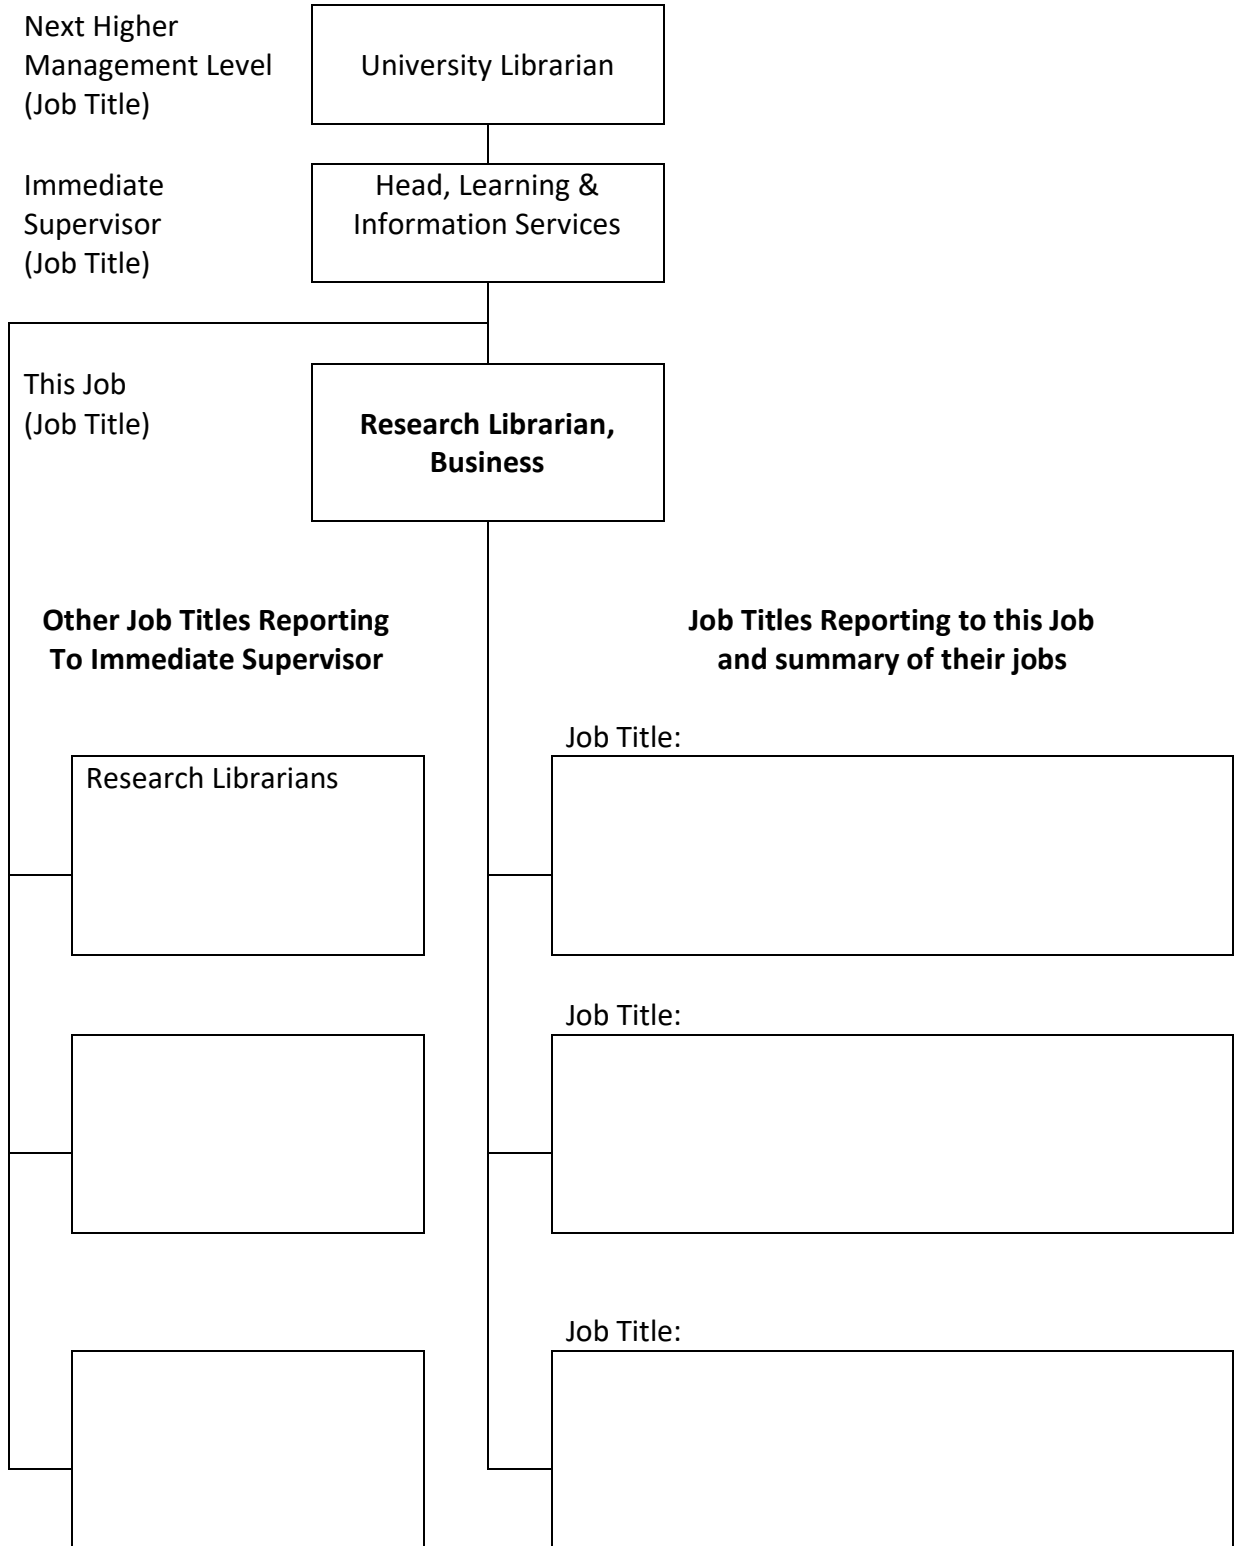 Next Higher
Management Level
(Job Title)
University Librarian
Immediate
Supervisor
(Job Title)
Head, Learning &
Information Services
This Job
(Job Title)
Research Librarian,
Business
Other Job Titles Reporting
To Immediate Supervisor
Job Titles Reporting to this Job
and summary of their jobs
Job Title:
Research Librarians
Job Title:
Job Title: